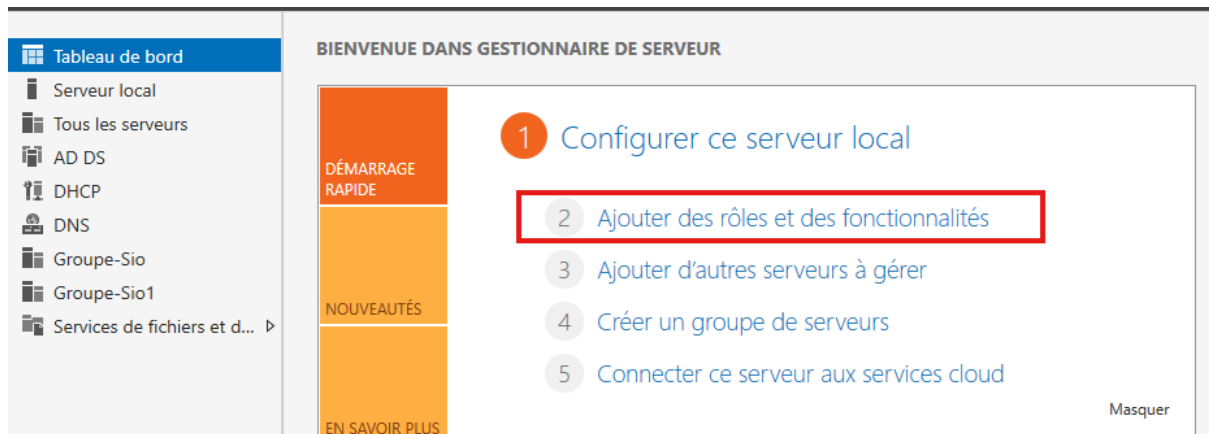 Tableau de bord
Serveur local
Tous les serveurs
AD DS
DHCP
DNS
Groupe-Sio
Groupe-Sio1
Services de fichiers et d...
BIENVENUE DANS GESTIONNAIRE DE SERVEUR
DÉMARRAGE
RAPIDE
NOUVEAUTÉS
EN SAVOIR PLUS
1 Configurer ce serveur local
2 Ajouter des rôles et des fonctionnalités
3 Ajouter d'autres serveurs à gérer
4 Créer un groupe de serveurs
5 Connecter ce serveur aux services cloud
Masquer